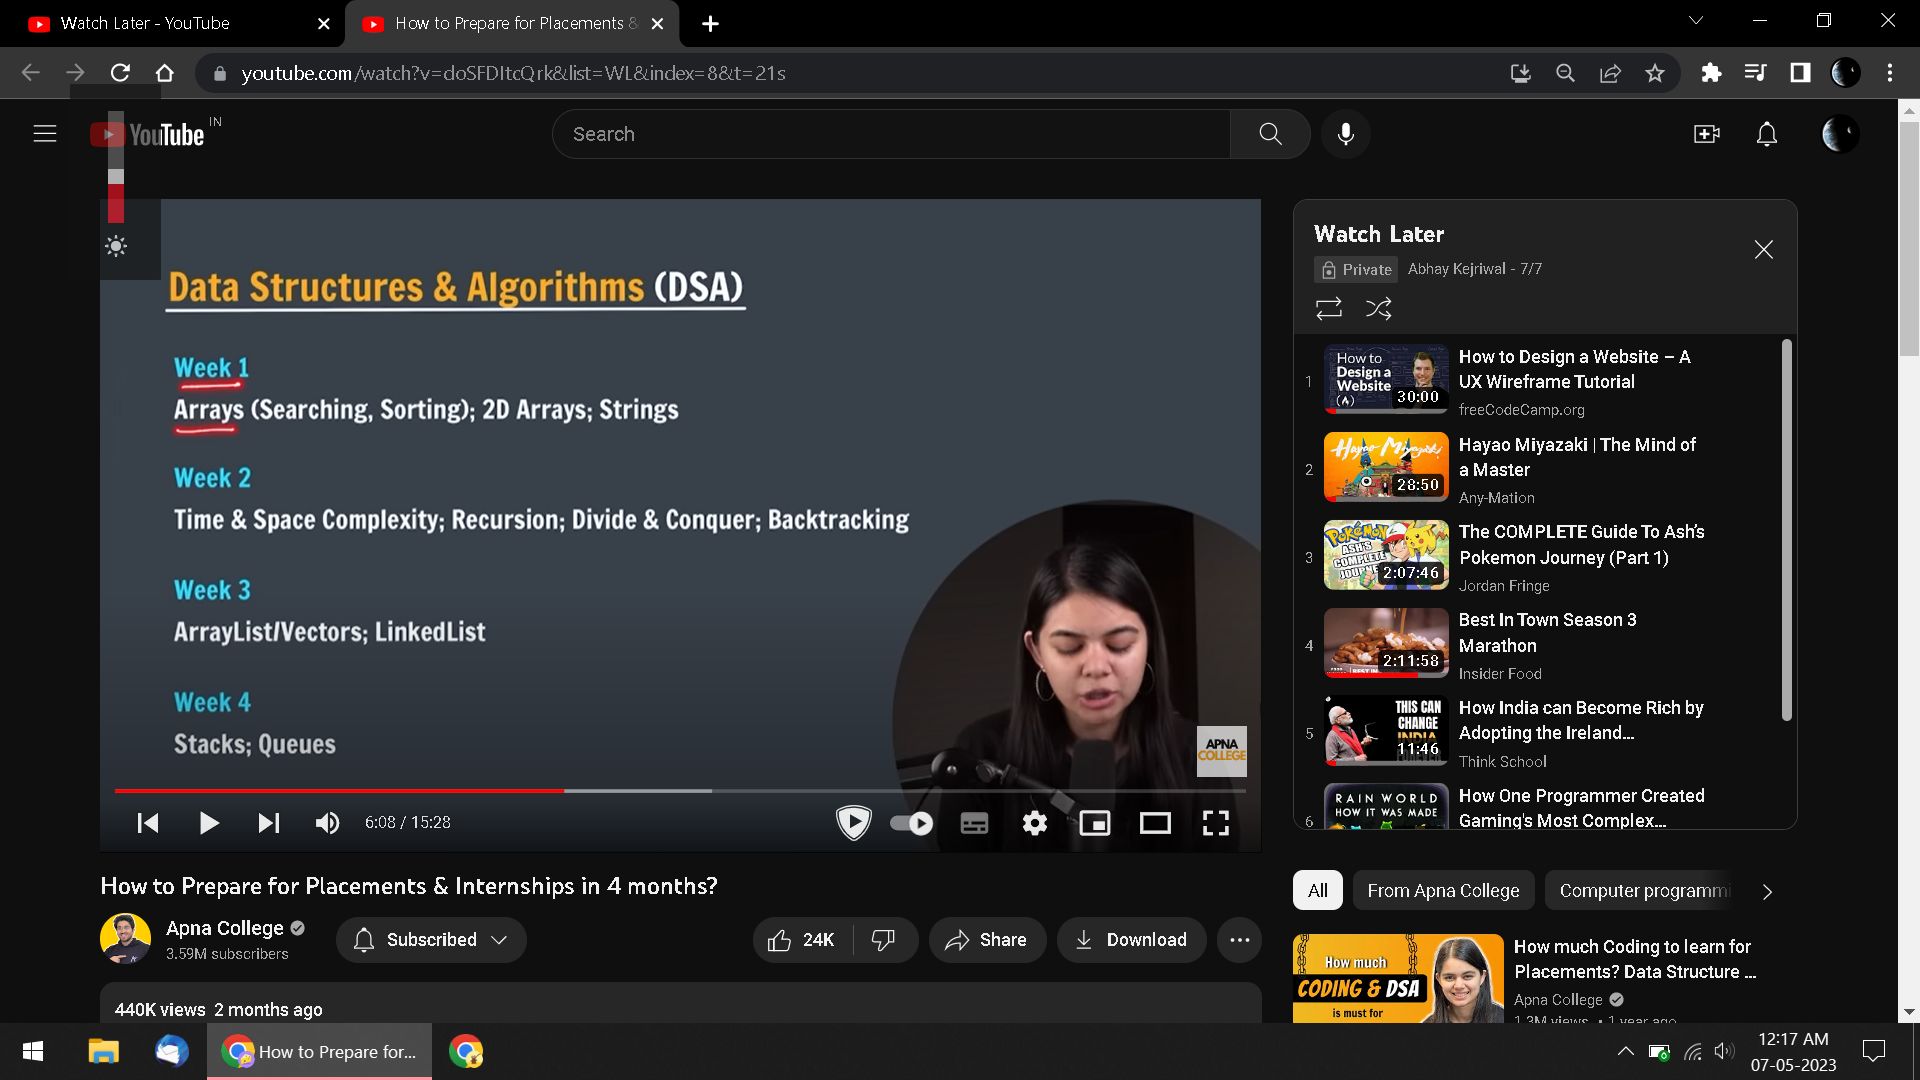 Watch Later - YouTube
How to Prepare for Placements &
youtube.com/watch?v=doSFDItcQrk&list=WL&index=8&t=21s
YouTube IN
Search
Data Structures & Algorithms (DSA)
Week 1
Arrays (Searching, Sorting); 2D Arrays; Strings
Week 2
Time & Space Complexity; Recursion; Divide & Conquer; Backtracking
Week 3
ArrayList/Vectors; LinkedList
Week 4
Stacks; Queues
APNA
COLLEGE
6:08 / 15:28
How to Prepare for Placements & Internships in 4 months?
Apna College
3.59M subscribers
Subscribed
24K
Share
Download
440K views 2 months ago
Watch Later
Private
Abhay Kejriwal - 7/7
1
How to
Design a
Website
30:00
How to Design a Website – A
UX Wireframe Tutorial
freeCodeCamp.org
2
Hayao Miyazaki
28:50
Hayao Miyazaki | The Mind of
a Master
Any-Mation
3
POKéMON
ASH'S
COMPLETE
JOURNEY
2:07:46
The COMPLETE Guide To Ash's
Pokemon Journey (Part 1)
Jordan Fringe
4
2:11:58
Best In Town Season 3
Marathon
Insider Food
5
THIS CAN
CHANGE
INDIA
11:46
How India can Become Rich by
Adopting the Ireland...
Think School
6
RAIN WORLD
HOW IT WAS MADE
How One Programmer Created
Gaming's Most Complex...
All
From Apna College
Computer programmi
How much
CODING & DSA
is must for
How much Coding to learn for
Placements? Data Structure ...
Apna College
1.3M views • 1 year ago
How to Prepare for...
12:17 AM
07-05-2023